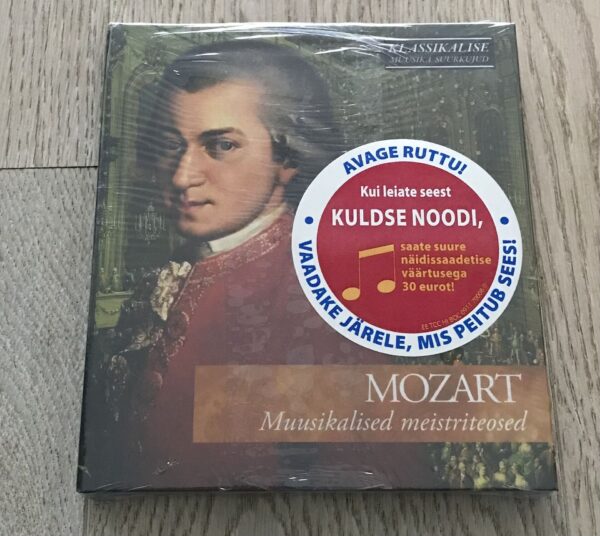 KLASSIKALISE
MUUSIKA SUURKUJUD
AVAGE RUTTU!
Kui leiate seest
KULDSE NOODI,
saate suure
näidissaadetise
väärtusega
30 eurot!
VAADAKE JÄRELE, MIS PEITUB SEES!
MOZART
Muusikalised meistriteosed